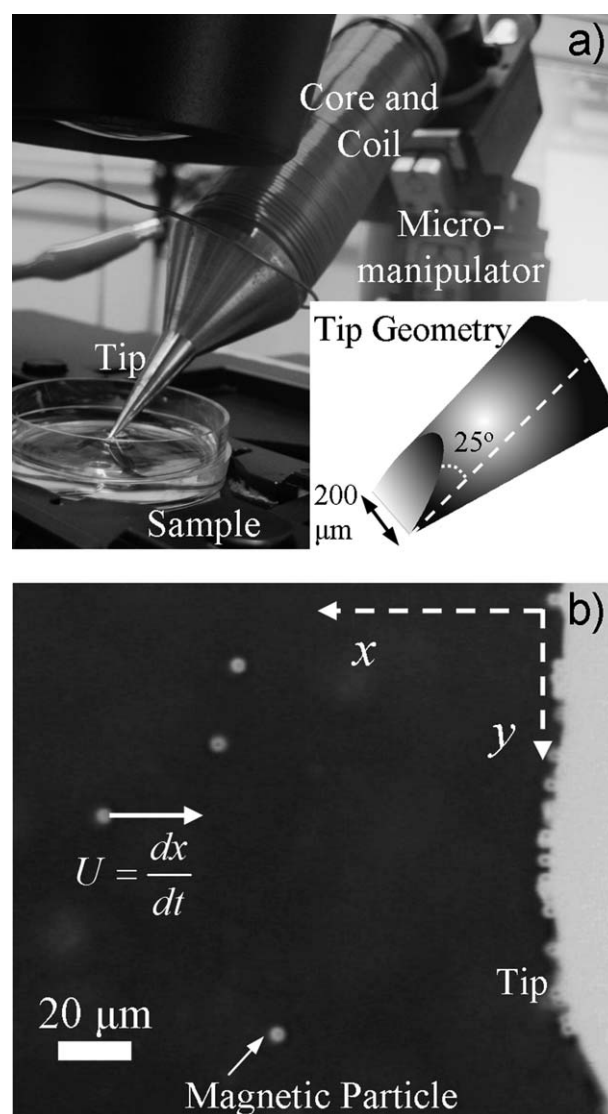 a)
Core and
Coil
Micro-
manipulator
Tip
Tip Geometry
25°
200
μm
Sample
b)
x
y
U = dx/dt
Tip
20 μm
Magnetic Particle